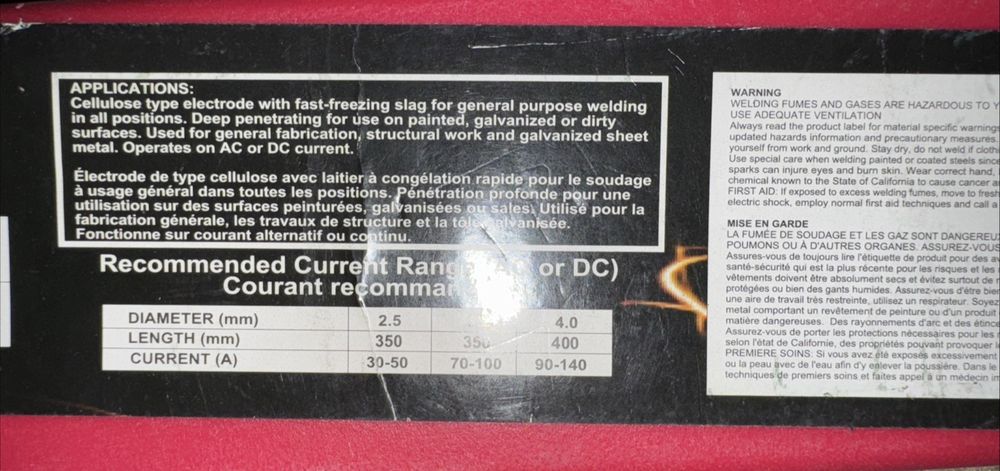 APPLICATIONS:
Cellulose type electrode with fast-freezing slag for general purpose welding
in all positions. Deep penetrating for use on painted, galvanized or dirty
surfaces. Used for general fabrication, structural work and galvanized sheet
metal. Operates on AC or DC current.
Électrode de type cellulose avec laitier à congélation rapide pour le soudage
à usage général dans toutes les positions. Pénétration profonde pour une
utilisation sur des surfaces peinturées, galvanisées ou sales. Utilisé pour la
fabrication générale, les travaux de structure et la tôle galvanisée.
Fonctionne sur courant alternatif ou continu.
Recommended Current or DC)
Courant
DIAMETER (mm) 2.5 4.0
LENGTH (mm) 350 350 400
CURRENT (A) 30-50 70-100 90-140
WARNING
WELDING FUMES AND GASES ARE HAZARDOUS TO
USE ADEQUATE VENTILATION
Always read the product label for material specific warnings
updated hazards information and precautionary measures.
yourself from work and ground. Stay dry, do not weld if
Use special care when welding painted or coated steels
sparks can injure eyes and burn skin. Wear correct hand,
chemical known to the State of California to cause cancer
FIRST AID: If exposed to excess welding fumes, move to
electric shock, employ normal first aid techniques and call a
MISE EN GARDE
LA FUMÉE DE SOUDAGE ET LES GAZ SONT
POUMONS OU À D'AUTRES ORGANES. ASSUREZ-VOUS
Assures-vous de toujours lire l'étiquette de produit pour des
santé-sécurité qui est la plus récente pour les risques et les
vêtements doivent être absolument secs et évitez surtout de
protégées ou bien des gants humides. Assurez-vous d'être
une aire de travail très restreinte, utilisez un respirateur. Soyez
metal comportant un revêtement de peinture ou d'un produit
matière dangereuses. Des rayonnements d'arc et des
Assurez-vous de porter les protections nécessaires pour les
selon l'état de Californie, des propriétés pouvant provoquer
PREMIERE SOINS: Si vous avez été exposés excessivement
ou la peau avec de l'eau afin d'y enlever la poussière. Dans le
techniques de premiers soins et faites appel à un médecin